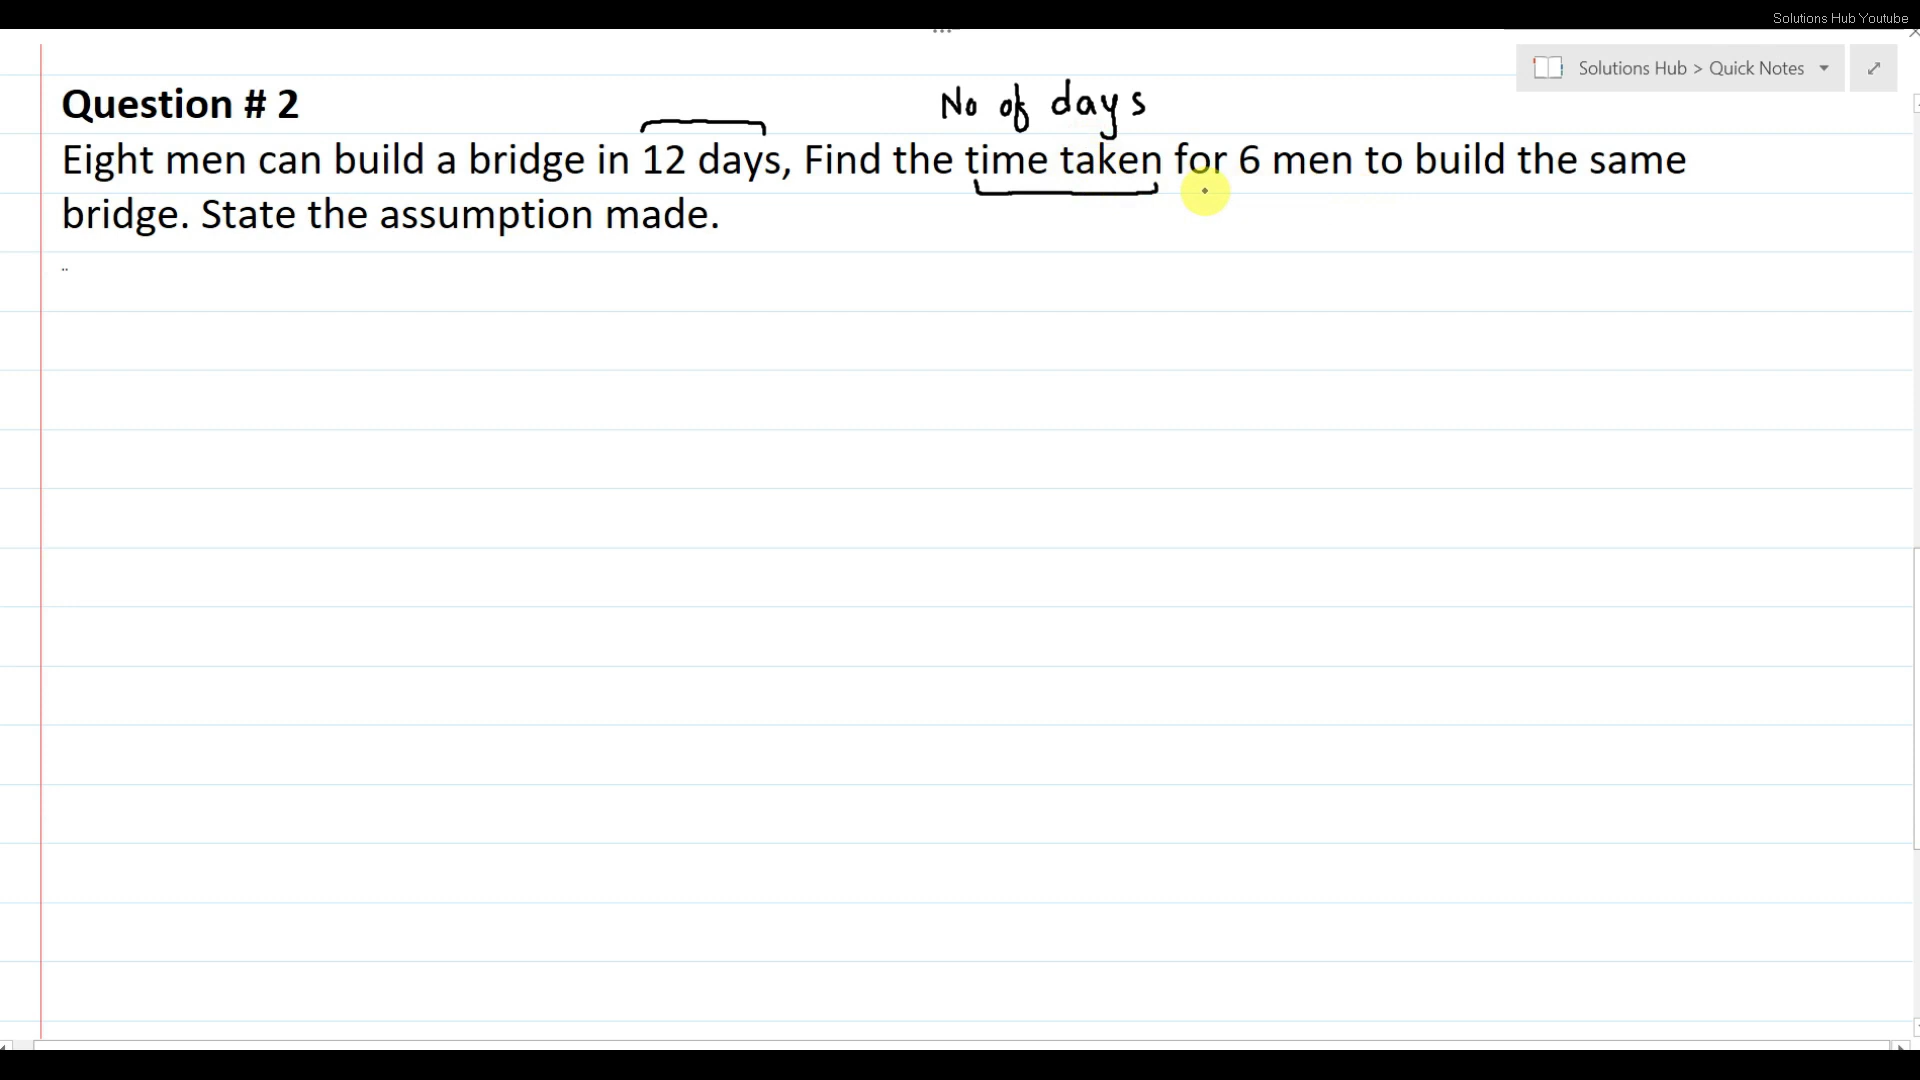 Solutions Hub Youtube
Solutions Hub > Quick Notes
Question # 2
No of days
Eight men can build a bridge in 12 days, Find the time taken for 6 men to build the same
bridge. State the assumption made.